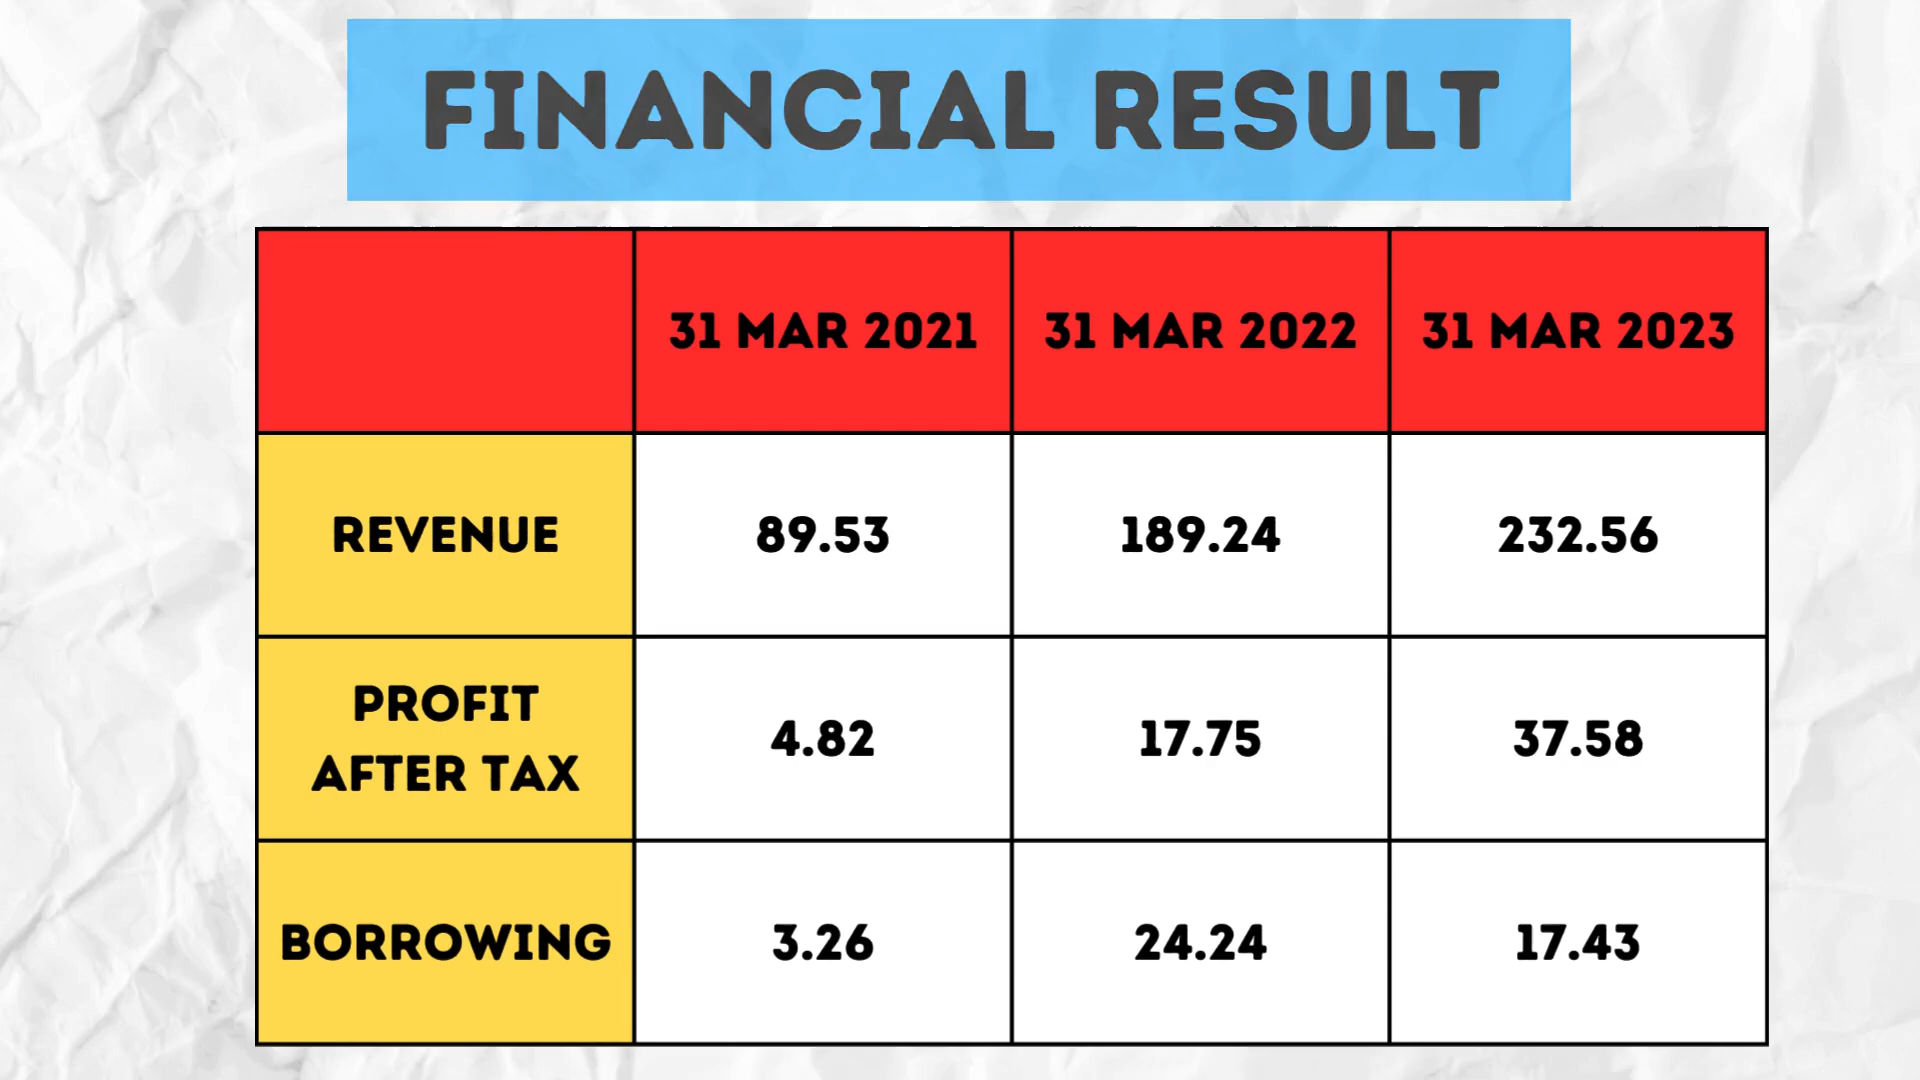 FINANCIAL RESULT
31 MAR 2021 31 MAR 2022 31 MAR 2023
REVENUE 89.53 189.24 232.56
PROFIT
AFTER TAX 4.82 17.75 37.58
BORROWING 3.26 24.24 17.43